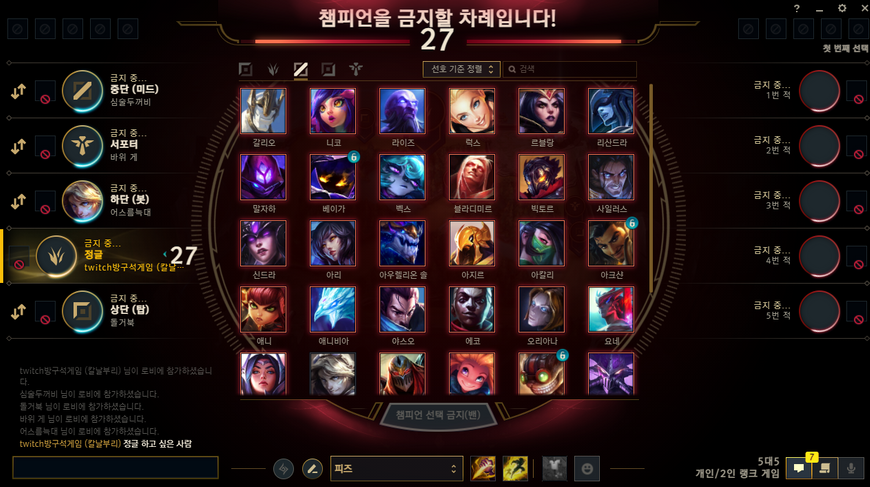 챔피언을 금지할 차례입니다!
27
첫 번째 선택
선호 기준 정렬
검색
금지 중...
중단 (미드)
심술두꺼비
금지 중...
서포터
바위 게
금지 중...
하단 (봇)
어스름늑대
금지 중...
정글
twitch방구석게임 (칼날...
27
금지 중...
상단 (탑)
돌거북
갈리오 니코 라이즈 럭스 르블랑 리산드라
말자하 베이가 벡스 블라디미르 빅토르 사일러스
신드라 아리 아우렐리온 솔 아지르 아칼리 아크샨
애니 애니비아 야스오 에코 오리아나 요네
금지 중...
1번 적
금지 중...
2번 적
금지 중...
3번 적
금지 중...
4번 적
금지 중...
5번 적
챔피언 선택 금지(밴)
twitch방구석게임 (칼날부리) 님이 로비에 참가하셨습니
다.
심술두꺼비 님이 로비에 참가하셨습니다.
돌거북 님이 로비에 참가하셨습니다.
바위 게 님이 로비에 참가하셨습니다.
어스름늑대 님이 로비에 참가하셨습니다.
twitch방구석게임 (칼날부리) 정글 하고 싶은 사람
피즈
5대5
개인/2인 랭크 게임
7